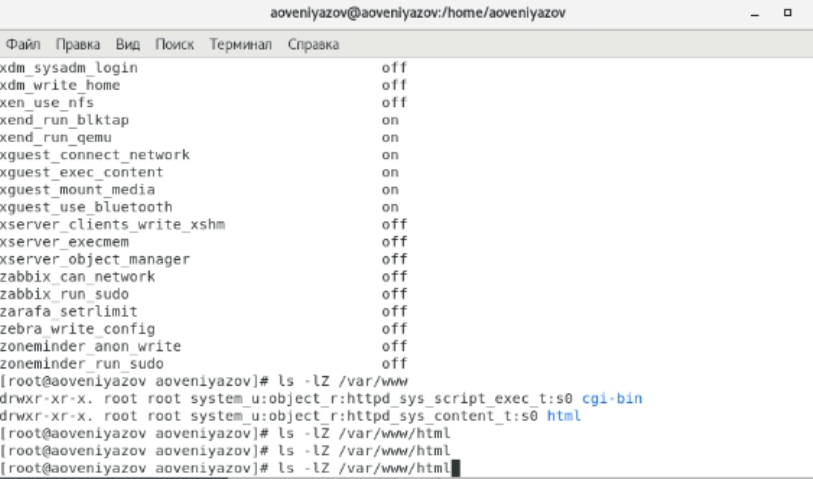 aoveniyazov@aoveniyazov:/home/aoveniyazov
Файл Правка Вид Поиск Терминал Справка
xdm_sysadm_login off
xdm_write_home off
xen_use_nfs off
xend_run_blktap on
xend_run_qemu on
xguest_connect_network on
xguest_exec_content on
xguest_mount_media on
xguest_use_bluetooth on
xserver_clients_write_xshm off
xserver_execmem off
xserver_object_manager off
zabbix_can_network off
zabbix_run_sudo off
zarafa_setrlimit off
zebra_write_config off
zoneminder_anon_write off
zoneminder_run_sudo off
[root@aoveniyazov aoveniyazov]# ls -lZ /var/www
drwxr-xr-x. root root system_u:object_r:httpd_sys_script_exec_t:s0 cgi-bin
drwxr-xr-x. root root system_u:object_r:httpd_sys_content_t:s0 html
[root@aoveniyazov aoveniyazov]# ls -lZ /var/www/html
[root@aoveniyazov aoveniyazov]# ls -lZ /var/www/html
[root@aoveniyazov aoveniyazov]# ls -lZ /var/www/html